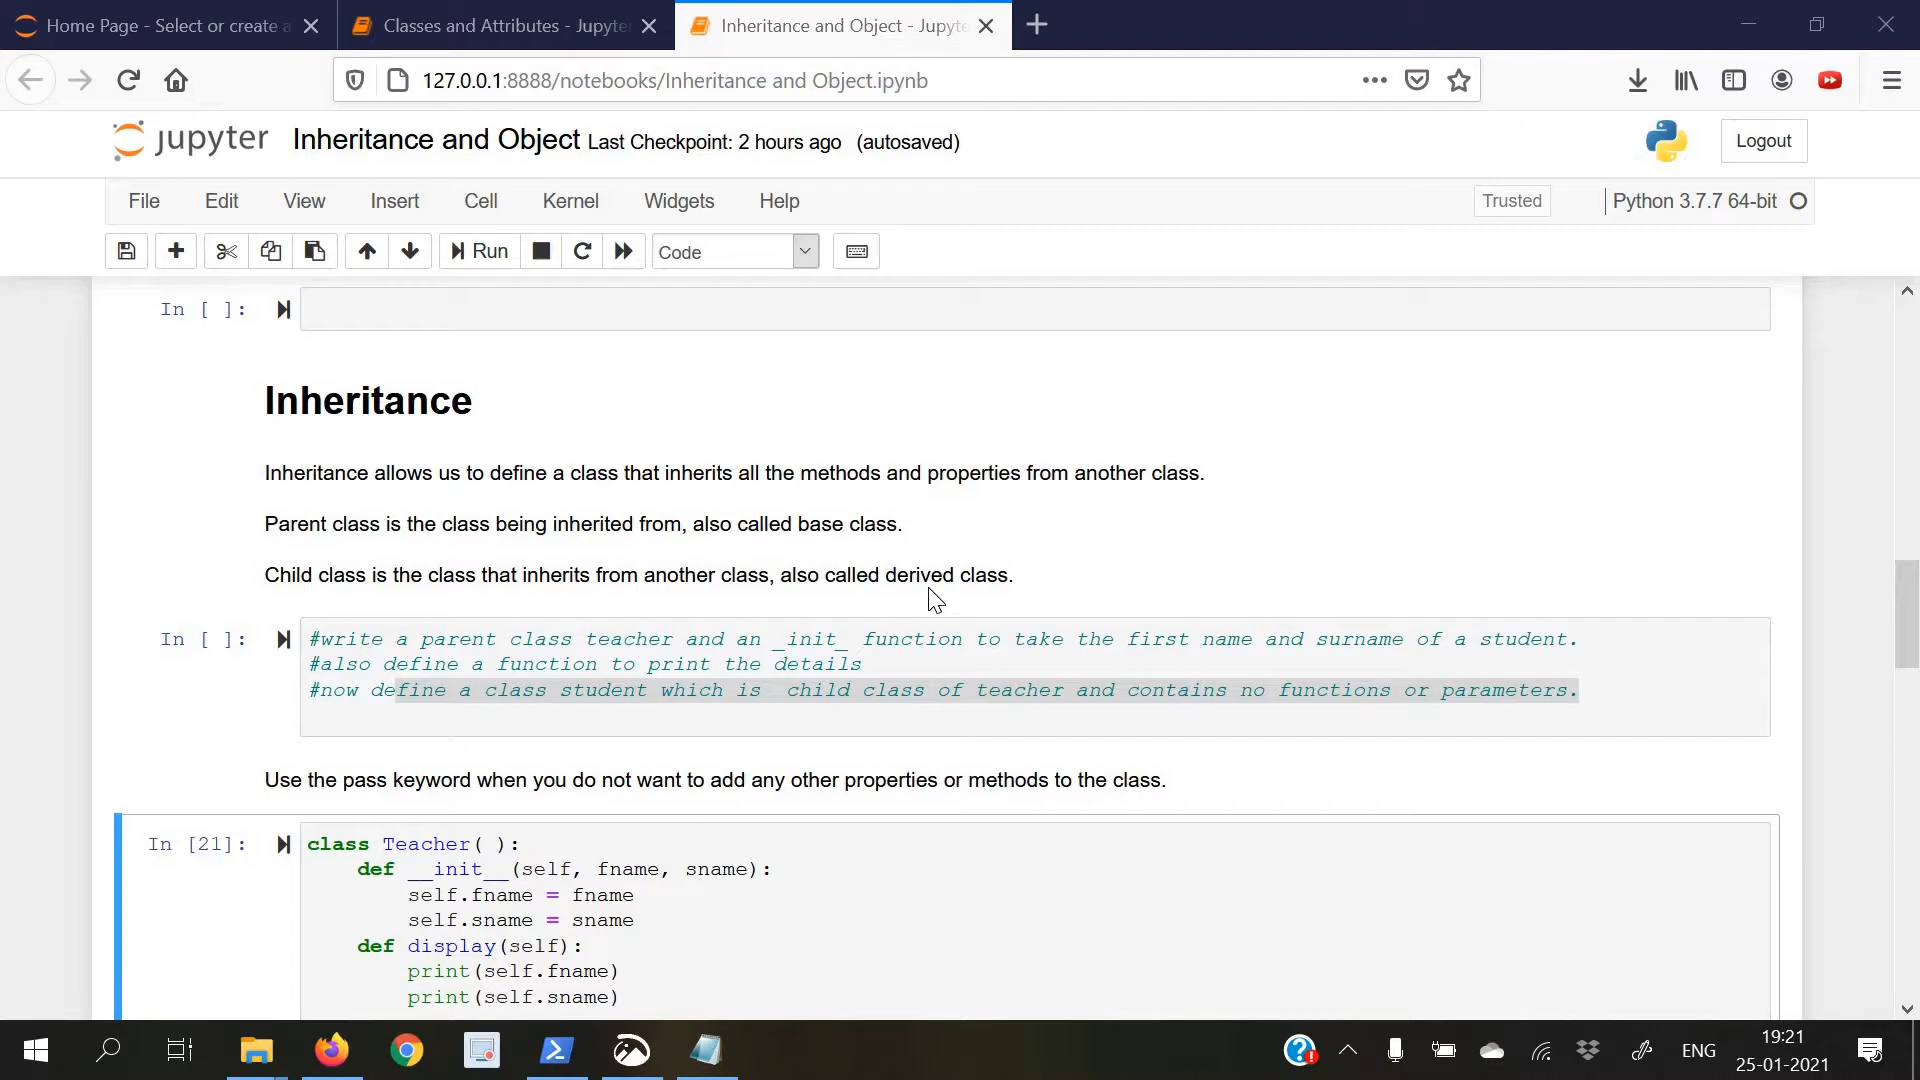 Home Page - Select or create a
Classes and Attributes - Jupyte
Inheritance and Object - Jupyte
127.0.0.1:8888/notebooks/Inheritance and Object.ipynb
jupyter Inheritance and Object Last Checkpoint: 2 hours ago (autosaved)
Logout
File Edit View Insert Cell Kernel Widgets Help
Trusted
Python 3.7.7 64-bit
Run
Code
In [ ]:
Inheritance
Inheritance allows us to define a class that inherits all the methods and properties from another class.
Parent class is the class being inherited from, also called base class.
Child class is the class that inherits from another class, also called derived class.
In [ ]:
#write a parent class teacher and an _init_ function to take the first name and surname of a student.
#also define a function to print the details
#now define a class student which is  child class of teacher and contains no functions or parameters.
Use the pass keyword when you do not want to add any other properties or methods to the class.
In [21]:
class Teacher( ):
    def __init__(self, fname, sname):
        self.fname = fname
        self.sname = sname
    def display(self):
        print(self.fname)
        print(self.sname)
ENG
19:21
25-01-2021